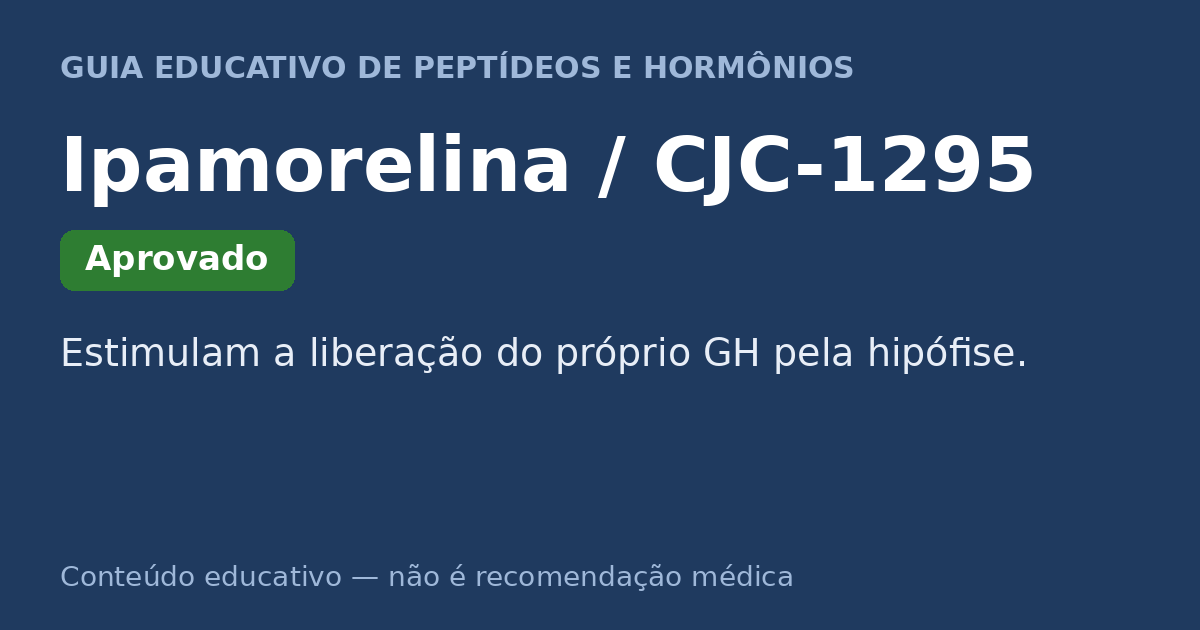 GUIA EDUCATIVO DE PEPTÍDEOS E HORMÔNIOS
Ipamorelina / CJC-1295
Aprovado
Estimulam a liberação do próprio GH pela hipófise.
Conteúdo educativo — não é recomendação médica